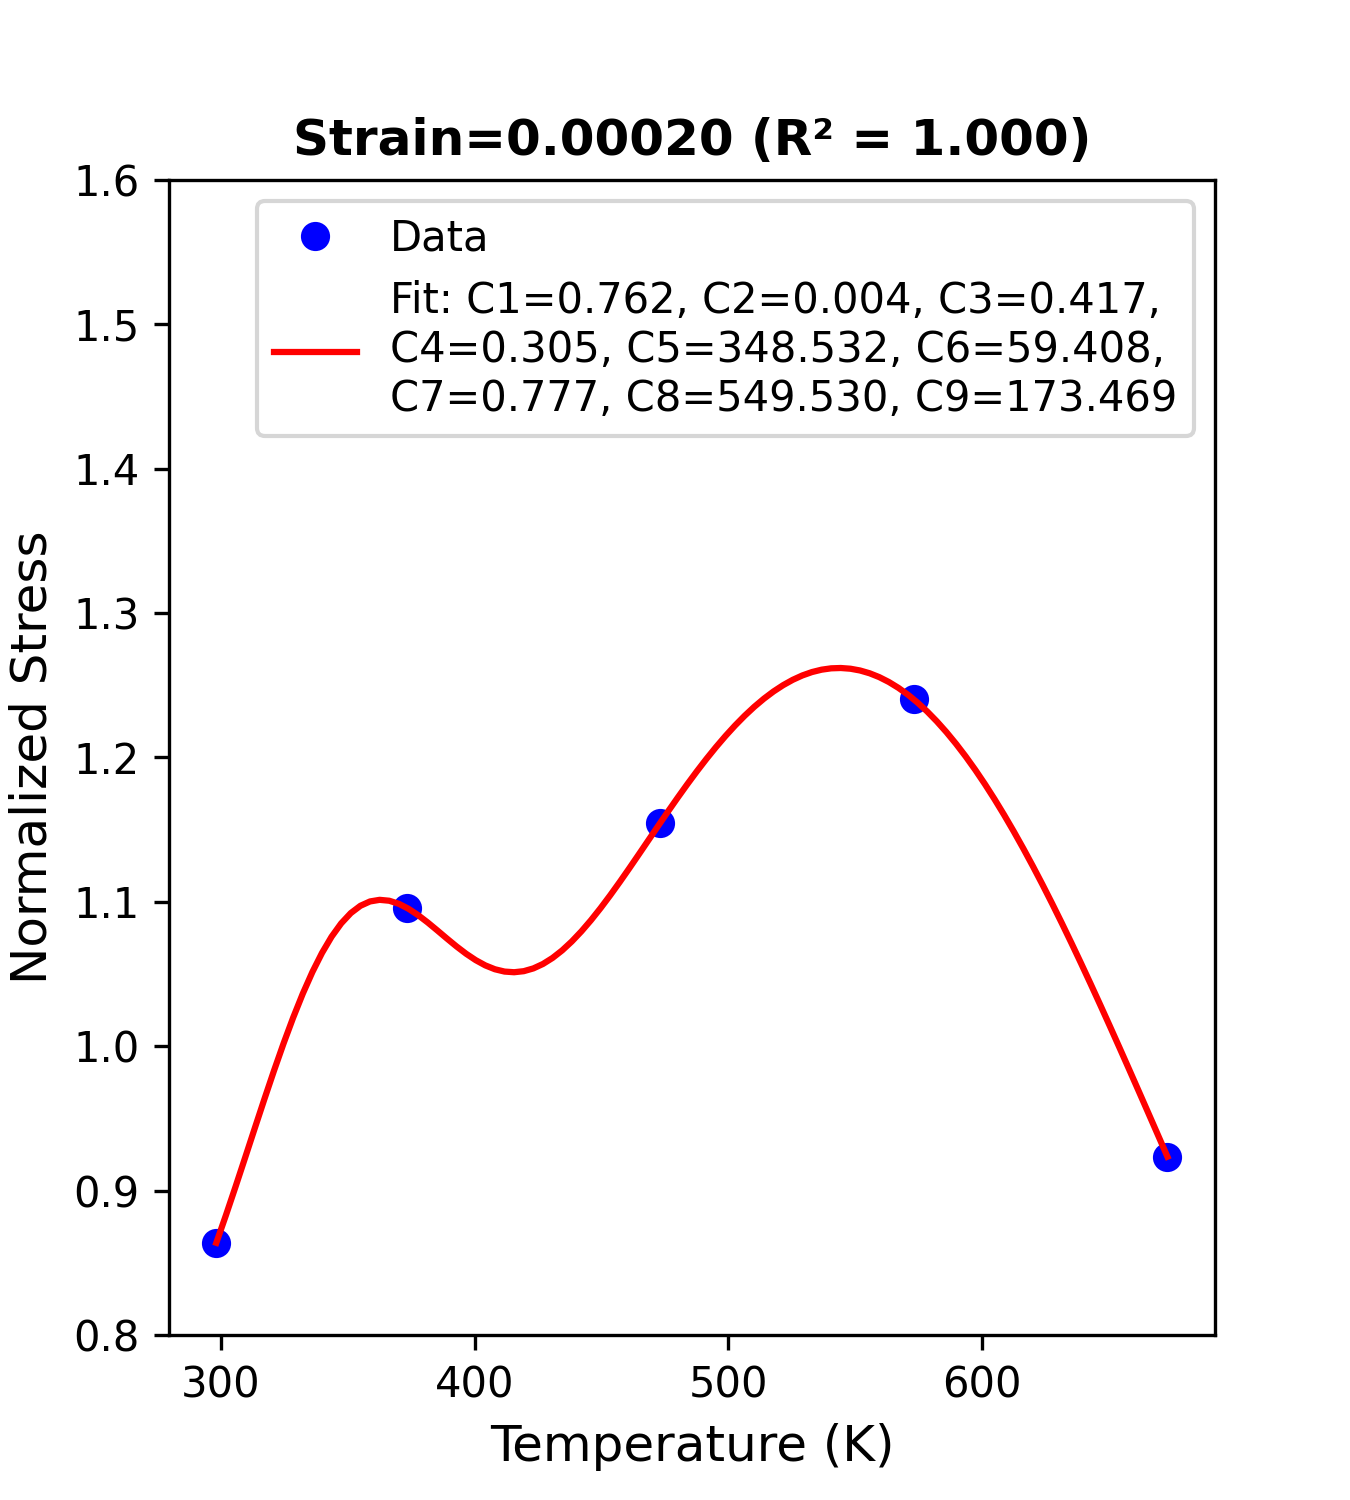 Strain=0.00020 (R² = 1.000)
1.6
1.5
1.4
1.3
1.2
1.1
1.0
0.9
0.8
Normalized Stress
Data
Fit: C1=0.762, C2=0.004, C3=0.417,
C4=0.305, C5=348.532, C6=59.408,
C7=0.777, C8=549.530, C9=173.469
300 400 500 600
Temperature (K)